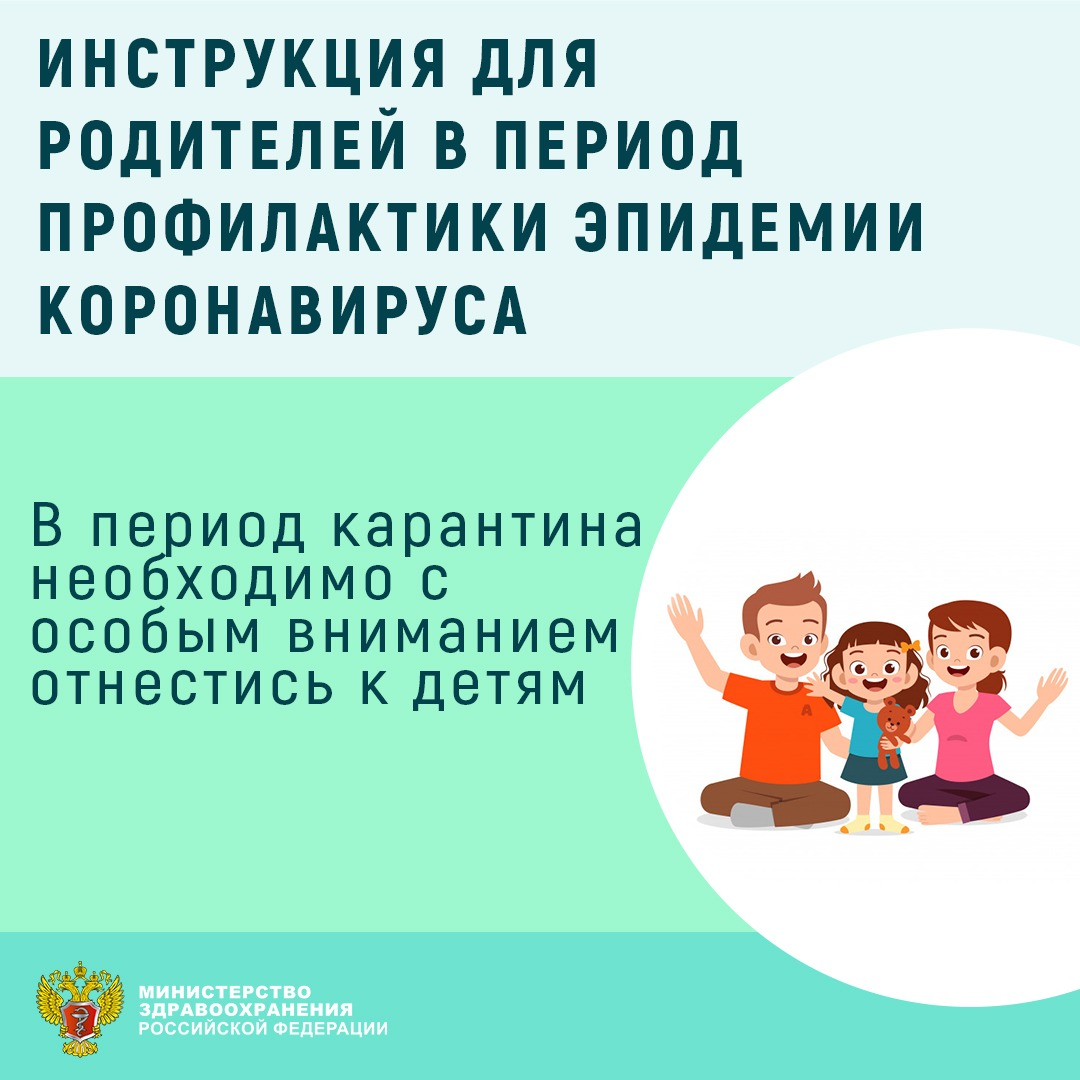 ИНСТРУКЦИЯ ДЛЯ
РОДИТЕЛЕЙ В ПЕРИОД
ПРОФИЛАКТИКИ ЭПИДЕМИИ
КОРОНАВИРУСА
В период карантина
необходимо с
особым вниманием
отнестись к детям
А
МИНИСТЕРСТВО
ЗДРАВООХРАНЕНИЯ
РОССИЙСКОЙ ФЕДЕРАЦИИ